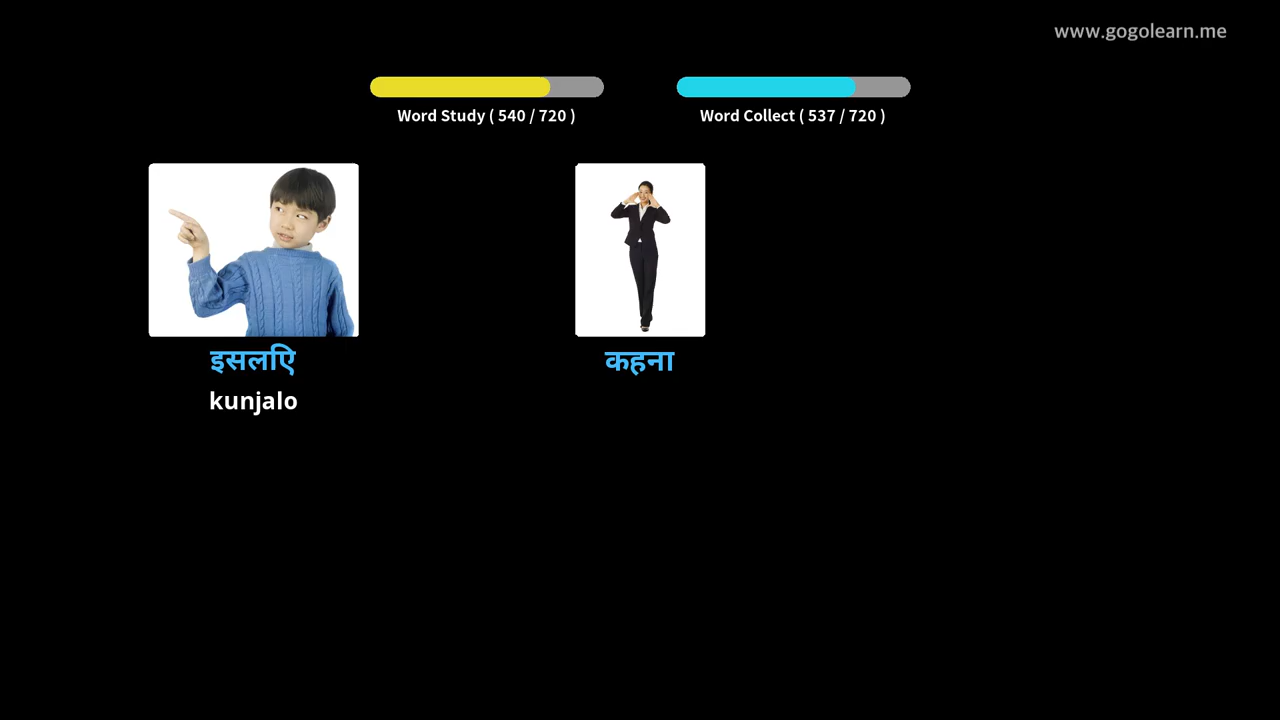 www.gogolearn.me
Word Study ( 540 / 720 )
Word Collect ( 537 / 720 )
इसलिए
कहना
kunjalo